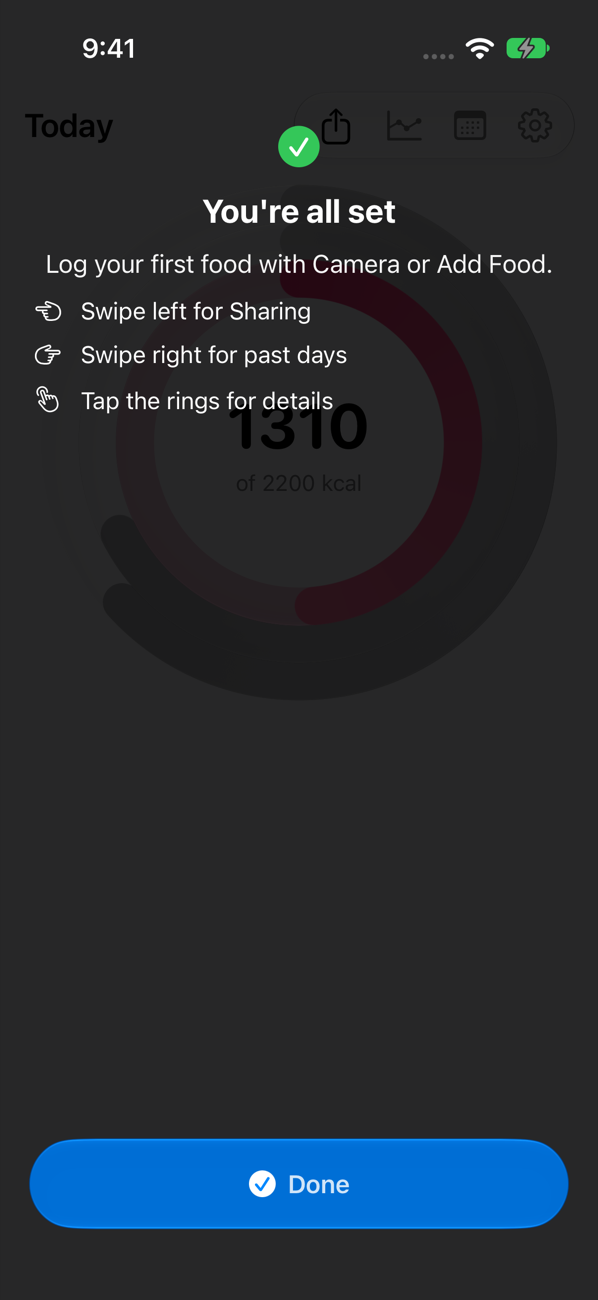 9:41
Today
You're all set
Log your first food with Camera or Add Food.
Swipe left for Sharing
Swipe right for past days
Tap the rings for details
1310
of 2200 kcal
Done